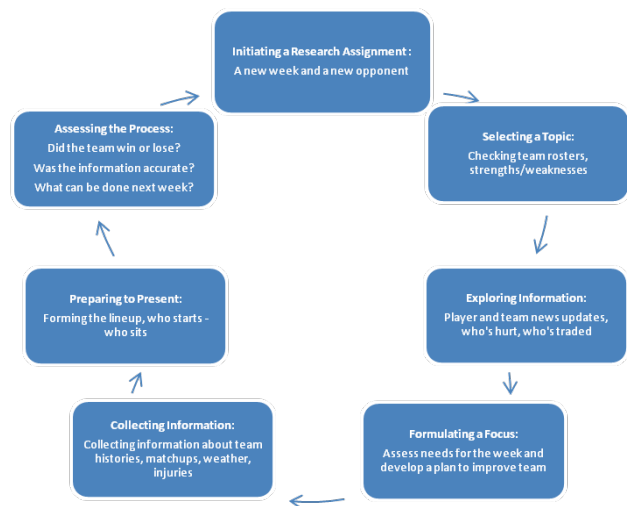 Initiating a Research Assignment :
A new week and a new opponent
Selecting a Topic:
Checking team rosters,
strengths/weaknesses
Exploring Information:
Player and team news updates,
who's hurt, who's traded
Formulating a Focus:
Assess needs for the week and
develop a plan to improve team
Collecting Information:
Collecting information about team
histories, matchups, weather,
injuries
Preparing to Present:
Forming the lineup, who starts -
who sits
Assessing the Process:
Did the team win or lose?
Was the information accurate?
What can be done next week?